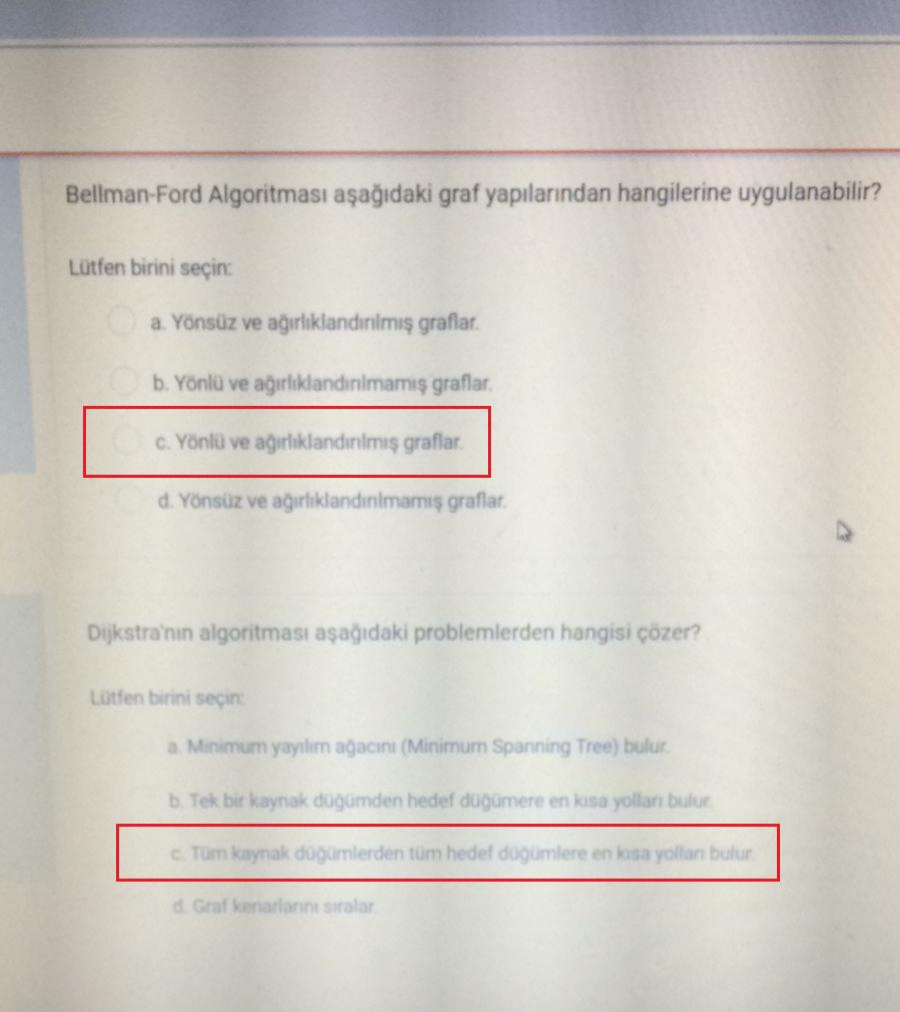 Bellman-Ford Algoritması aşağıdaki graf yapılarından hangilerine uygulanabilir?
Lütfen birini seçin:
a. Yönsüz ve ağırlıklandırılmış graflar.
b. Yönlü ve ağırlıklandırılmamış graflar.
c. Yönlü ve ağırlıklandırılmış graflar.
d. Yönsüz ve ağırlıklandırılmamış graflar.
Dijkstra'nın algoritması aşağıdaki problemlerden hangisi çözer?
Lütfen birini seçin:
a. Minimum yayılım ağacını (Minimum Spanning Tree) bulur.
b. Tek bir kaynak düğümden hedef düğümere en kısa yolları bulur.
c. Tüm kaynak düğümlerden tüm hedef düğümlere en kısa yolları bulur.
d. Graf kenarlarını sıralar.